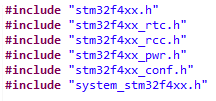 #include "stm32f4xx.h"
#include "stm32f4xx_rtc.h"
#include "stm32f4xx_rcc.h"
#include "stm32f4xx_pwr.h"
#include "stm32f4xx_conf.h"
#include "system_stm32f4xx.h"